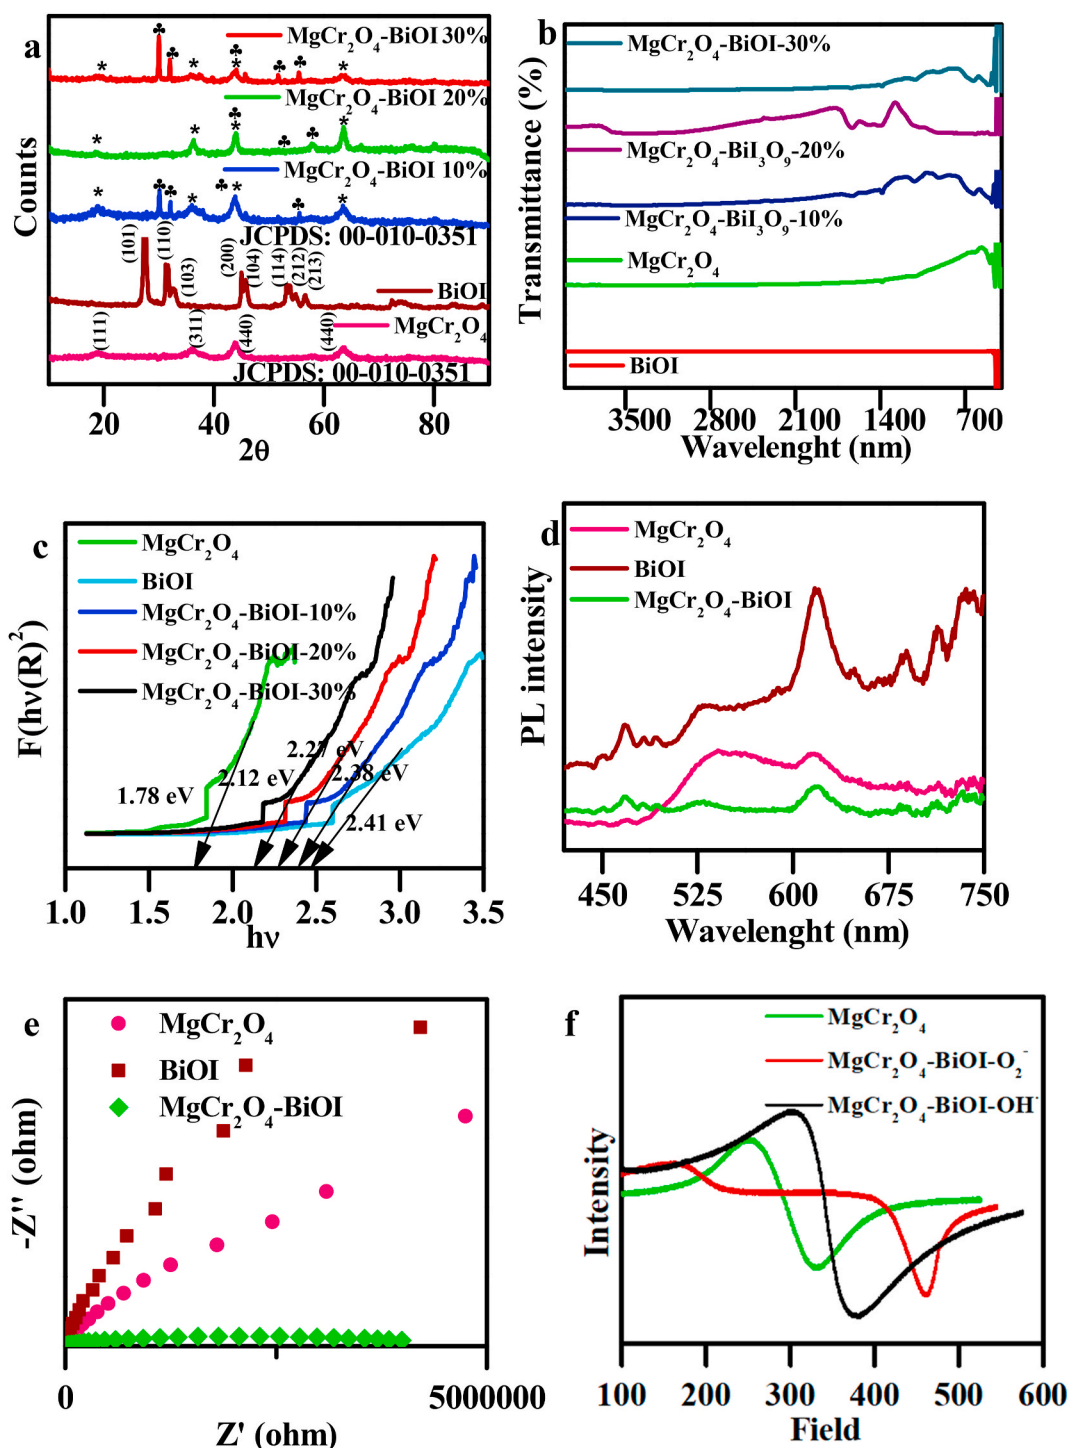 a
MgCr₂O₄-BiOI 30%
MgCr₂O₄-BiOI 20%
MgCr₂O₄-BiOI 10%
JCPDS: 00-010-0351
(101)
(110)
(103)
(200)
(104)
(114)
(212)
(213)
BiOI
MgCr₂O₄
(111)
(311)
(440)
(440)
JCPDS: 00-010-0351
Counts
20 40 60 80
2θ
b
MgCr₂O₄-BiOI-30%
MgCr₂O₄-BiI₃O₉-20%
MgCr₂O₄-BiI₃O₉-10%
MgCr₂O₄
BiOI
Transmittance (%)
3500 2800 2100 1400 700
Wavelenght (nm)
c
MgCr₂O₄
BiOI
MgCr₂O₄-BiOI-10%
MgCr₂O₄-BiOI-20%
MgCr₂O₄-BiOI-30%
2.27 eV
2.12 eV
2.38 eV
1.78 eV
2.41 eV
F(hν(R)²
1.0 1.5 2.0 2.5 3.0 3.5
hν
d
MgCr₂O₄
BiOI
MgCr₂O₄-BiOI
PL intensity
450 525 600 675 750
Wavelenght (nm)
e
MgCr₂O₄
BiOI
MgCr₂O₄-BiOI
-Z'' (ohm)
0 5000000
Z' (ohm)
f
MgCr₂O₄
MgCr₂O₄-BiOI-O₂⁻
MgCr₂O₄-BiOI-OH·
Intensity
100 200 300 400 500 600
Field